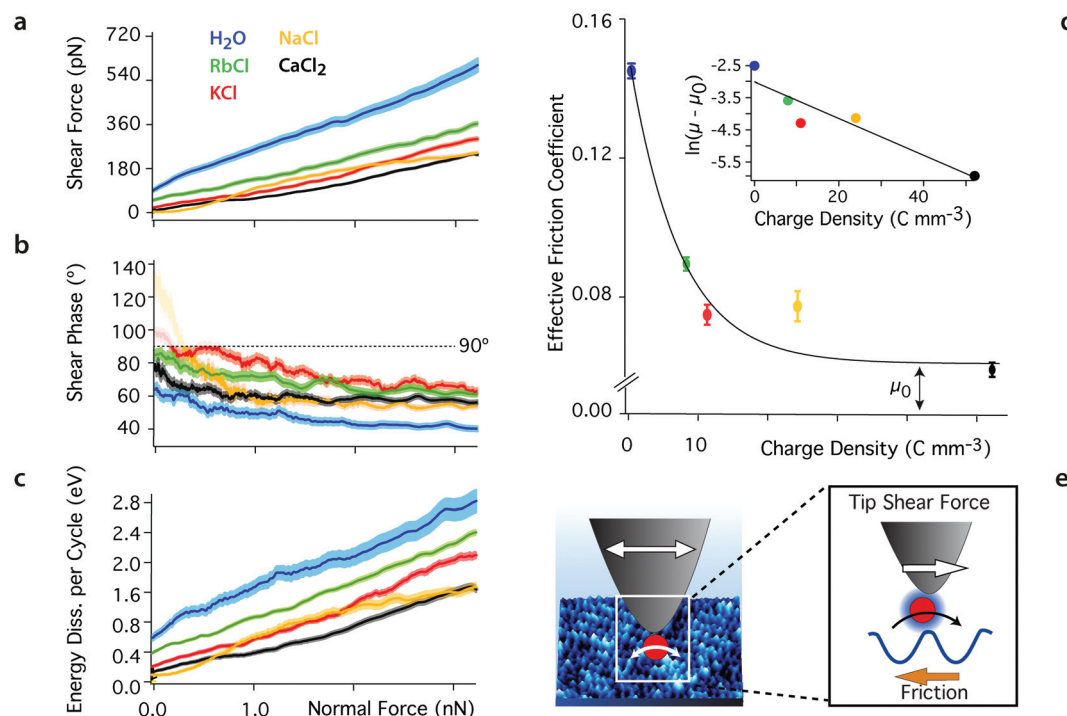 a
Shear Force (pN)
720
540
360
180
0
H₂O
NaCl
RbCl
CaCl₂
KCl
b
Shear Phase (º)
140
120
100
80
60
40
90º
c
Energy Diss. per Cycle (eV)
2.8
2.4
2.0
1.6
0.8
0.4
0.0
0.0
1.0
Normal Force (nN)
Effective Friction Coefficient
0.16
0.12
0.08
0.00
0
10
Charge Density (C mm⁻³)
μ₀
ln(μ - μ₀)
-2.5
-3.5
-4.5
-5.5
0
20
40
Charge Density (C mm⁻³)
e
Tip Shear Force
Friction